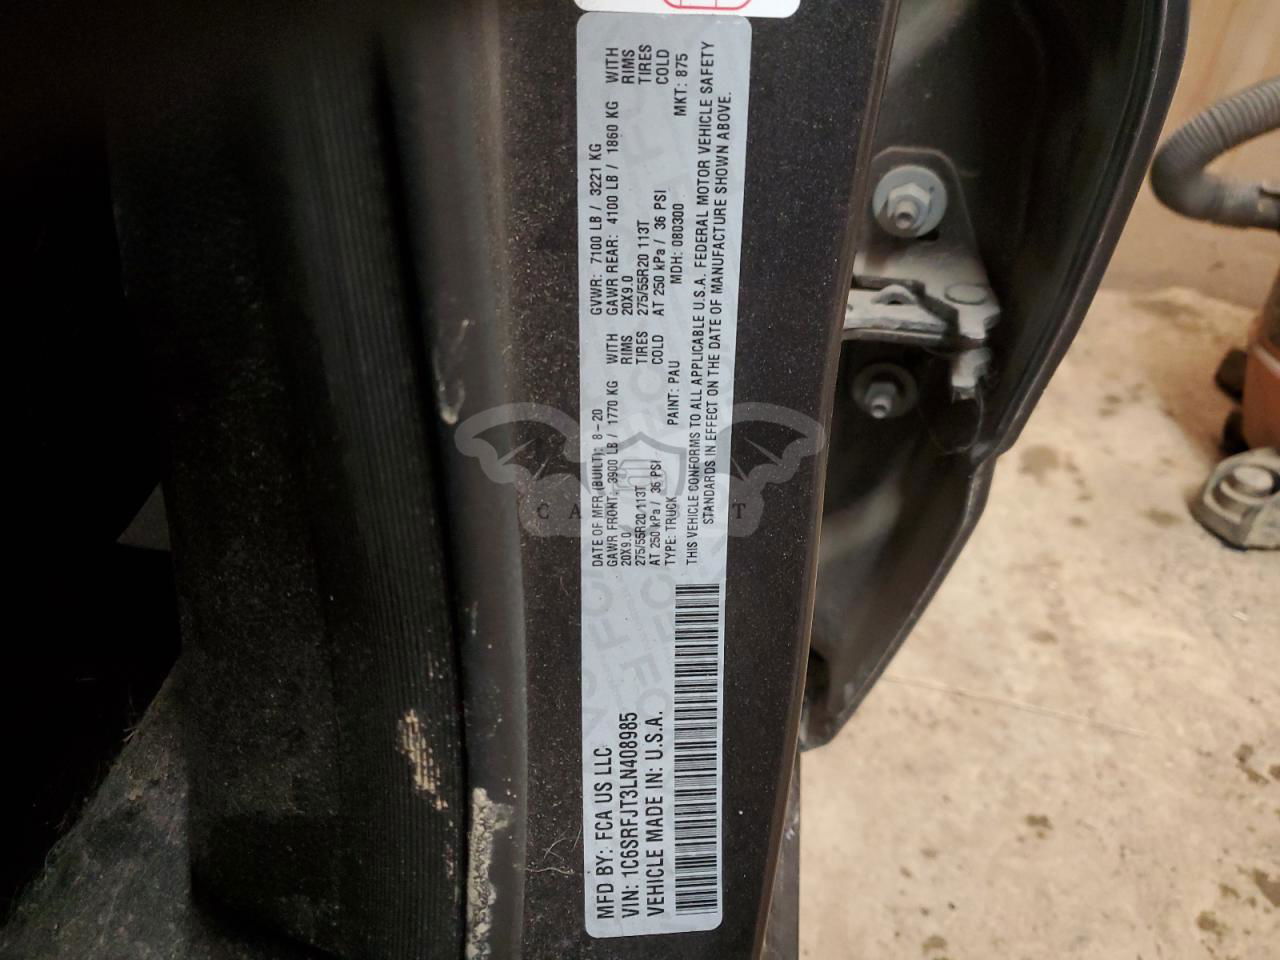 MFD BY: FCA US LLC
DATE OF MFR (BUILT): 8-20
GVWR: 7100 LB / 3221 KG
VIN: 1C6SRFJT3LN408985
GAWR FRONT: 3900 LB / 1770 KG WITH
GAWR REAR: 4100 LB / 1860 KG WITH
VEHICLE MADE IN: U.S.A.
20X9.0 RIMS
20X9.0 RIMS
275/55R20 113T TIRES
275/55R20 113T TIRES
AT 250 kPa / 36 PSI COLD
AT 250 kPa / 36 PSI COLD
TYPE: TRUCK PAINT: PAU MDH: 080300 MKT: 875
THIS VEHICLE CONFORMS TO ALL APPLICABLE U.S.A. FEDERAL MOTOR VEHICLE SAFETY
STANDARDS IN EFFECT ON THE DATE OF MANUFACTURE SHOWN ABOVE.